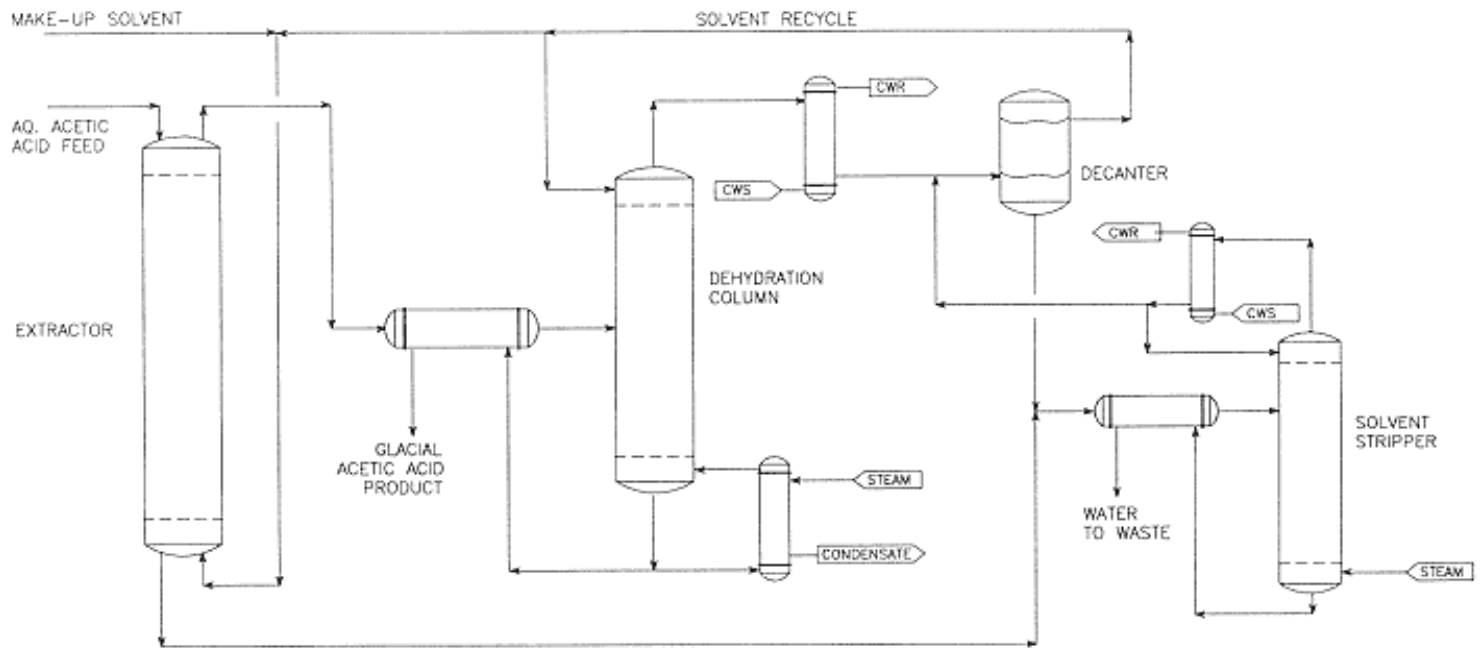 MAKE-UP SOLVENT
SOLVENT RECYCLE
CWR
AQ. ACETIC
ACID FEED
DECANTER
CWS
CWR
DEHYDRATION
COLUMN
EXTRACTOR
CWS
SOLVENT
STRIPPER
GLACIAL
ACETIC ACID
PRODUCT
STEAM
WATER
TO WASTE
CONDENSATE
STEAM